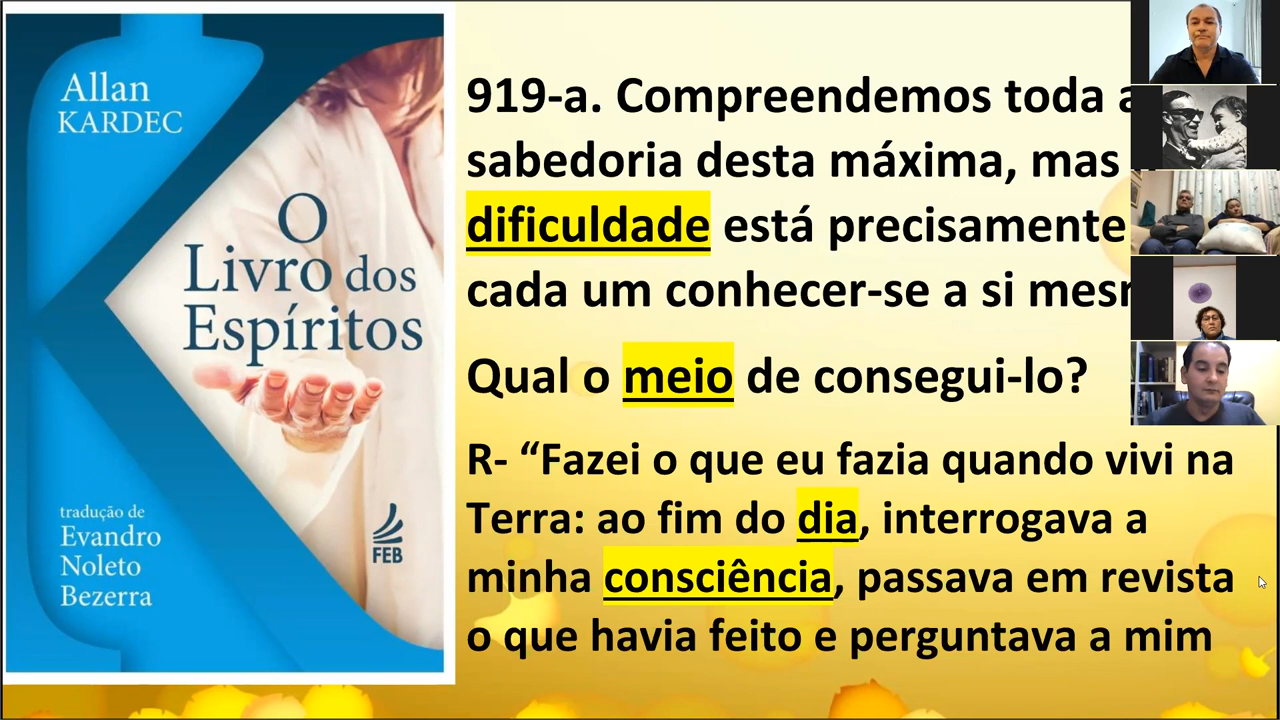 Allan
KARDEC
O
Livro dos
Espíritos
tradução de
Evandro
Noleto
Bezerra
FEB
919-a. Compreendemos toda a
sabedoria desta máxima, mas
dificuldade está precisamente
cada um conhecer-se a si
Qual o meio de consegui-lo?
R- “Fazei o que eu fazia quando vivi na
Terra: ao fim do dia, interrogava a
minha consciência, passava em revista
o que havia feito e perguntava a mim